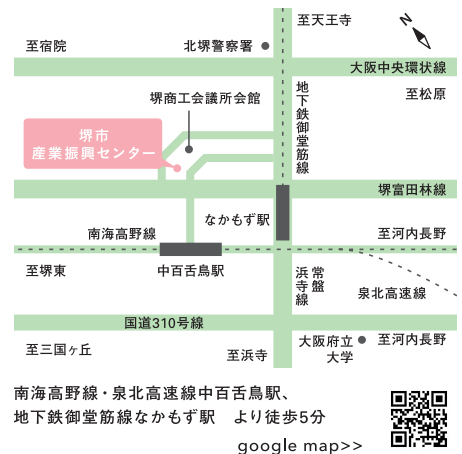 至天王寺
N
至宿院
北堺警察署
大阪中央環状線
堺商工会議所会館
地下鉄御堂筋線
至松原
堺市
産業振興センター
堺富田林線
なかもず駅
南海高野線
至河内長野
至堺東
中百舌鳥駅
常盤
浜寺線
泉北高速線
国道310号線
至三国ヶ丘
至浜寺
大阪府立
大学
至河内長野
南海高野線・泉北高速線中百舌鳥駅、
地下鉄御堂筋線なかもず駅　より徒歩5分
google map>>